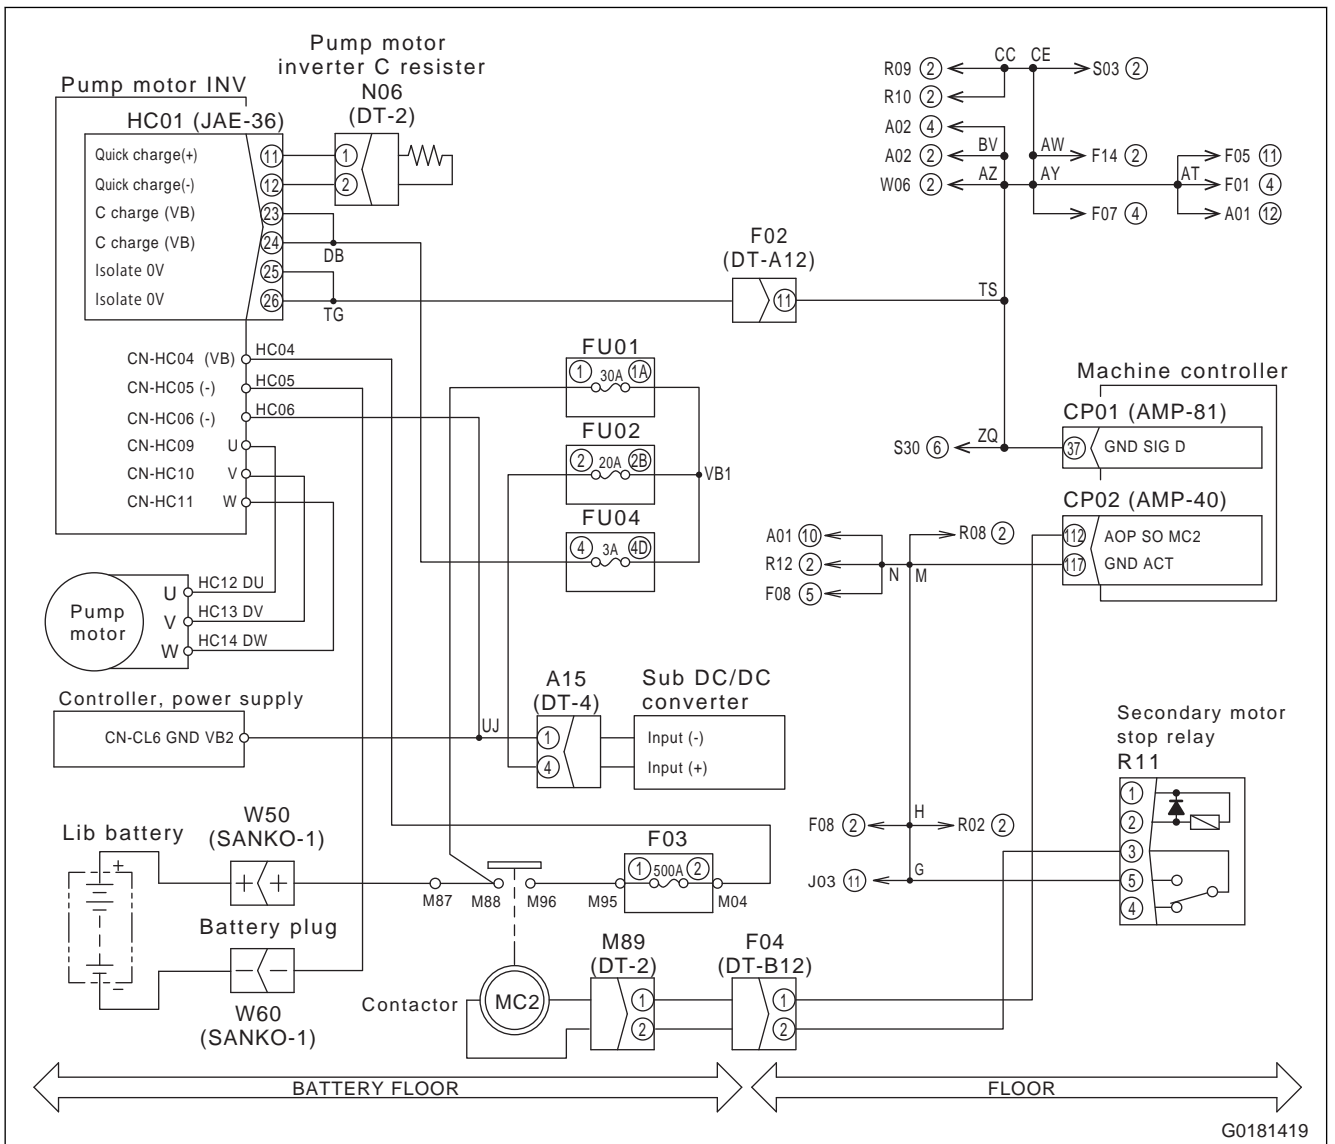 Pump motor
inverter C resister
N06
(DT-2)
1
2
Pump motor INV
HC01 (JAE-36)
Quick charge(+) 11
Quick charge(-) 12
C charge (VB) 23
C charge (VB) 24
Isolate 0V 25
Isolate 0V 26
DB
TG
CN-HC04 (VB) HC04
CN-HC05 (-) HC05
CN-HC06 (-) HC06
CN-HC09 U
CN-HC10 V
CN-HC11 W
Pump
motor
U HC12 DU
V HC13 DV
W HC14 DW
Controller, power supply
CN-CL6 GND VB2
UJ
FU01
1 30A 1A
FU02
2 20A 2B
FU04
4 3A 4D
VB1
A15
(DT-4)
1
4
Sub DC/DC
converter
Input (-)
Input (+)
F02
(DT-A12)
11
CC CE
R09 2
R10 2
S03 2
A02 4
A02 2
BV
W06 2
AZ
AW
F14 2
AY
F07 4
AT
F05 11
F01 4
A01 12
TS
S30 6
ZQ
Machine controller
CP01 (AMP-81)
37 GND SIG D
CP02 (AMP-40)
112 AOP SO MC2
117 GND ACT
A01 10
R12 2
F08 5
N M
R08 2
F08 2
H
R02 2
J03 11
G
Secondary motor
stop relay
R11
1
2
3
5
4
Lib battery
+
−
W50
(SANKO-1)
+ +
Battery plug
− −
W60
(SANKO-1)
M87 M88 M96 M95 M04
F03
1 500A 2
Contactor
MC2
M89
(DT-2)
1
2
F04
(DT-B12)
1
2
BATTERY FLOOR
FLOOR
G0181419